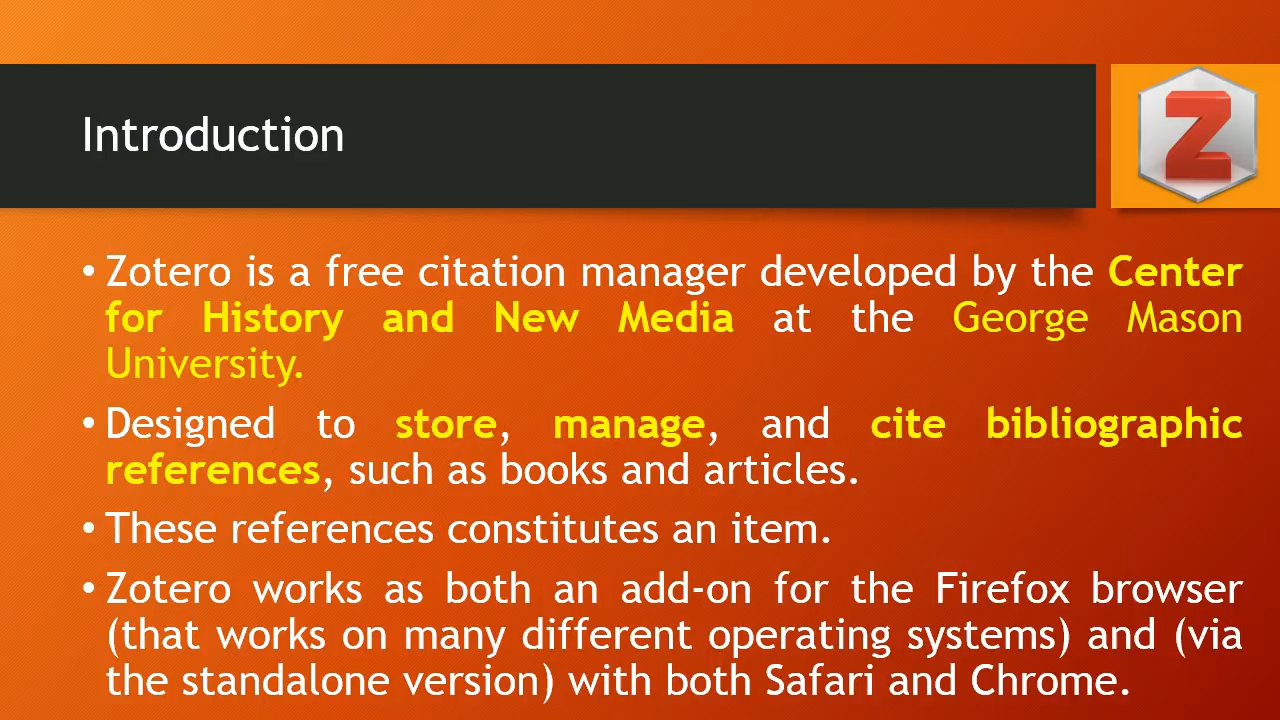 Introduction
Z
• Zotero is a free citation manager developed by the Center
for History and New Media at the George Mason
University.
• Designed to store, manage, and cite bibliographic
references, such as books and articles.
• These references constitutes an item.
• Zotero works as both an add-on for the Firefox browser
(that works on many different operating systems) and (via
the standalone version) with both Safari and Chrome.